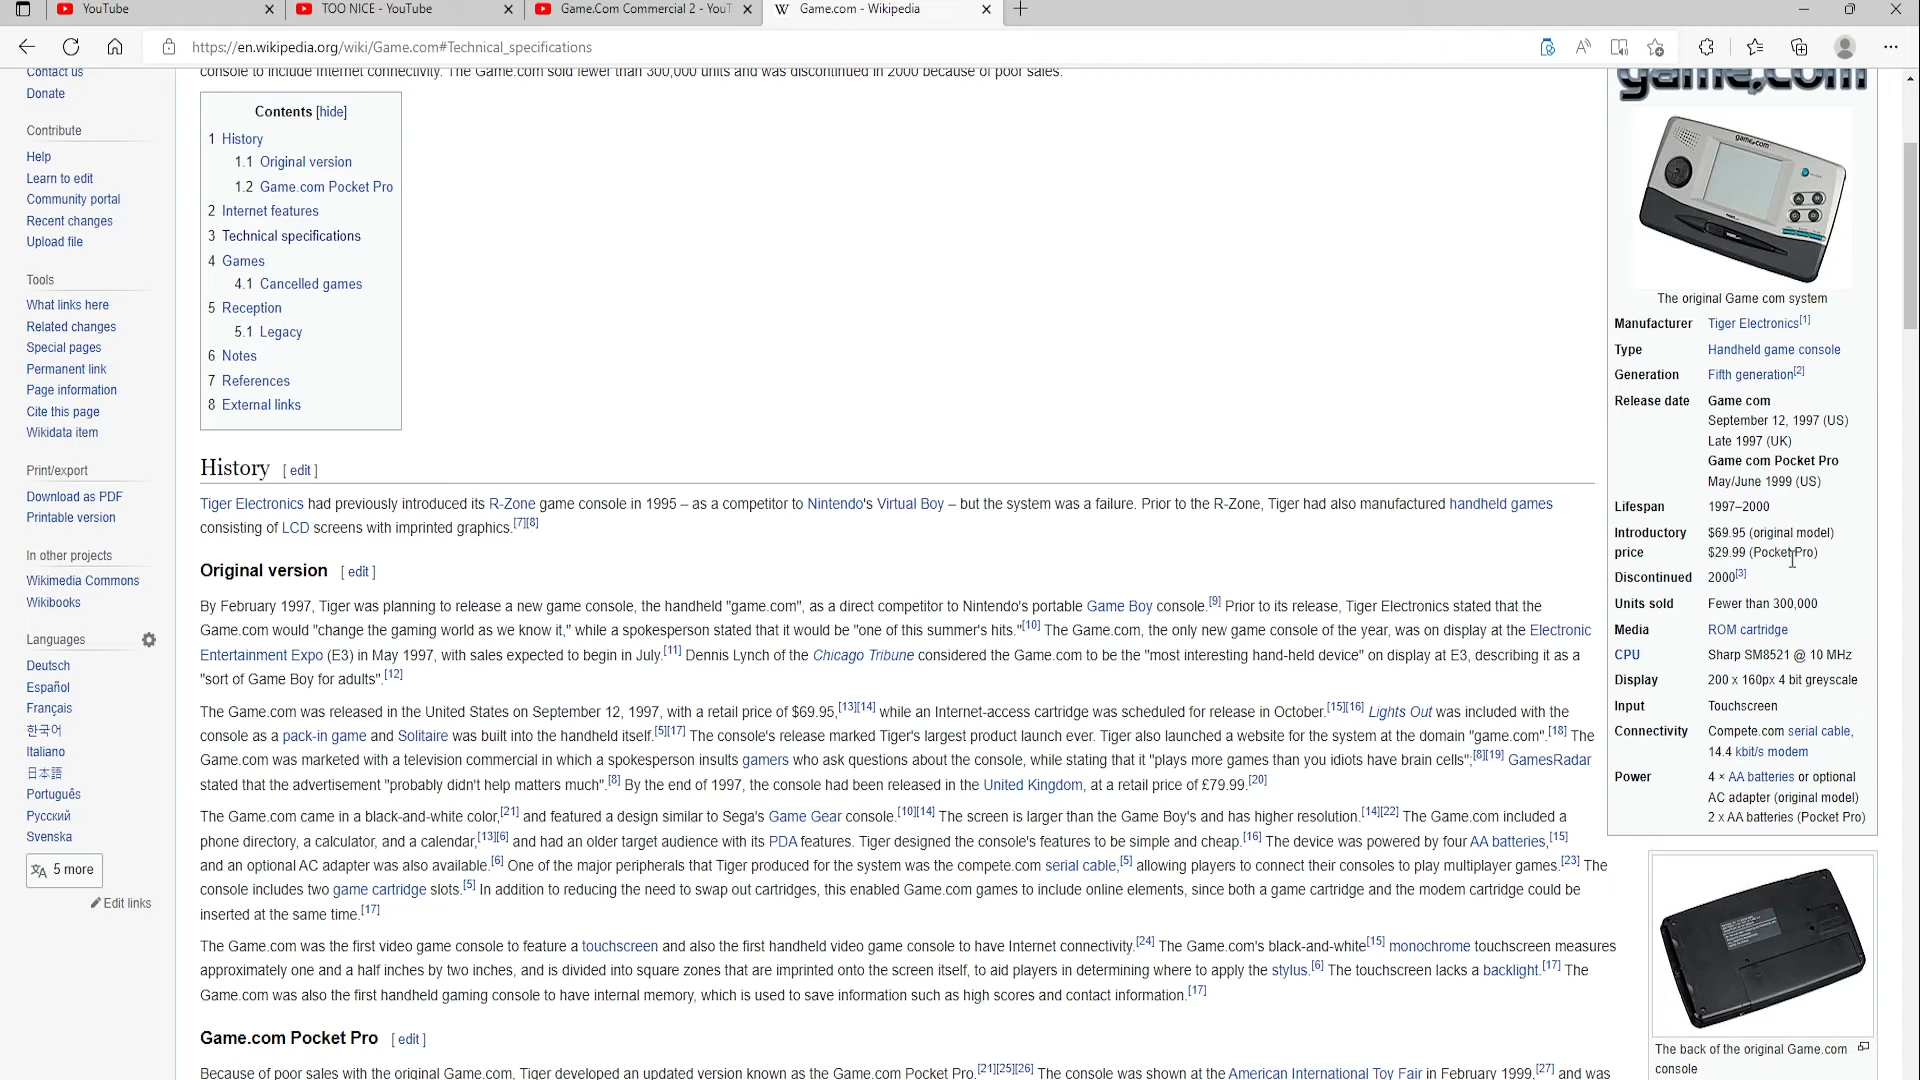 YouTube
TOO NICE - YouTube
Game.Com Commercial 2 - YouT
W Game.com - Wikipedia
https://en.wikipedia.org/wiki/Game.com#Technical_specifications
Contact us
Donate
Contribute
Help
Learn to edit
Community portal
Recent changes
Upload file
Tools
What links here
Related changes
Special pages
Permanent link
Page information
Cite this page
Wikidata item
Print/export
Download as PDF
Printable version
In other projects
Wikimedia Commons
Wikibooks
Languages
Deutsch
Español
Français
한국어
Italiano
日本語
Português
Русский
Svenska
5 more
Edit links
console to include Internet connectivity. The Game.com sold fewer than 300,000 units and was discontinued in 2000 because of poor sales.
Contents [hide]
1 History
1.1 Original version
1.2 Game.com Pocket Pro
2 Internet features
3 Technical specifications
4 Games
4.1 Cancelled games
5 Reception
5.1 Legacy
6 Notes
7 References
8 External links
History [ edit ]
Tiger Electronics had previously introduced its R-Zone game console in 1995 – as a competitor to Nintendo's Virtual Boy – but the system was a failure. Prior to the R-Zone, Tiger had also manufactured handheld games
consisting of LCD screens with imprinted graphics.[7][8]
Original version [ edit ]
By February 1997, Tiger was planning to release a new game console, the handheld "game.com", as a direct competitor to Nintendo's portable Game Boy console.[9] Prior to its release, Tiger Electronics stated that the
Game.com would "change the gaming world as we know it," while a spokesperson stated that it would be "one of this summer's hits."[10] The Game.com, the only new game console of the year, was on display at the Electronic
Entertainment Expo (E3) in May 1997, with sales expected to begin in July.[11] Dennis Lynch of the Chicago Tribune considered the Game.com to be the "most interesting hand-held device" on display at E3, describing it as a
"sort of Game Boy for adults".[12]
The Game.com was released in the United States on September 12, 1997, with a retail price of $69.95,[13][14] while an Internet-access cartridge was scheduled for release in October.[15][16] Lights Out was included with the
console as a pack-in game and Solitaire was built into the handheld itself.[5][17] The console's release marked Tiger's largest product launch ever. Tiger also launched a website for the system at the domain "game.com".[18] The
Game.com was marketed with a television commercial in which a spokesperson insults gamers who ask questions about the console, while stating that it "plays more games than you idiots have brain cells";[8][19] GamesRadar
stated that the advertisement "probably didn't help matters much".[8] By the end of 1997, the console had been released in the United Kingdom, at a retail price of £79.99.[20]
The Game.com came in a black-and-white color,[21] and featured a design similar to Sega's Game Gear console.[10][14] The screen is larger than the Game Boy's and has higher resolution.[14][22] The Game.com included a
phone directory, a calculator, and a calendar,[13][6] and had an older target audience with its PDA features. Tiger designed the console's features to be simple and cheap.[16] The device was powered by four AA batteries,[15]
and an optional AC adapter was also available.[6] One of the major peripherals that Tiger produced for the system was the compete.com serial cable,[5] allowing players to connect their consoles to play multiplayer games.[23] The
console includes two game cartridge slots.[5] In addition to reducing the need to swap out cartridges, this enabled Game.com games to include online elements, since both a game cartridge and the modem cartridge could be
inserted at the same time.[17]
The Game.com was the first video game console to feature a touchscreen and also the first handheld video game console to have Internet connectivity.[24] The Game.com's black-and-white[15] monochrome touchscreen measures
approximately one and a half inches by two inches, and is divided into square zones that are imprinted onto the screen itself, to aid players in determining where to apply the stylus.[6] The touchscreen lacks a backlight.[17] The
Game.com was also the first handheld gaming console to have internal memory, which is used to save information such as high scores and contact information.[17]
Game.com Pocket Pro [ edit ]
Because of poor sales with the original Game.com, Tiger developed an updated version known as the Game.com Pocket Pro.[21][25][26] The console was shown at the American International Toy Fair in February 1999,[27] and was
game.com
game.com
The original Game com system
Manufacturer Tiger Electronics[1]
Type Handheld game console
Generation Fifth generation[2]
Release date Game com
September 12, 1997 (US)
Late 1997 (UK)
Game com Pocket Pro
May/June 1999 (US)
Lifespan 1997–2000
Introductory $69.95 (original model)
price $29.99 (Pocket Pro)
Discontinued 2000[3]
Units sold Fewer than 300,000
Media ROM cartridge
CPU Sharp SM8521 @ 10 MHz
Display 200 x 160px 4 bit greyscale
Input Touchscreen
Connectivity Compete.com serial cable,
14.4 kbit/s modem
Power 4 × AA batteries or optional
AC adapter (original model)
2 x AA batteries (Pocket Pro)
The back of the original Game.com
console